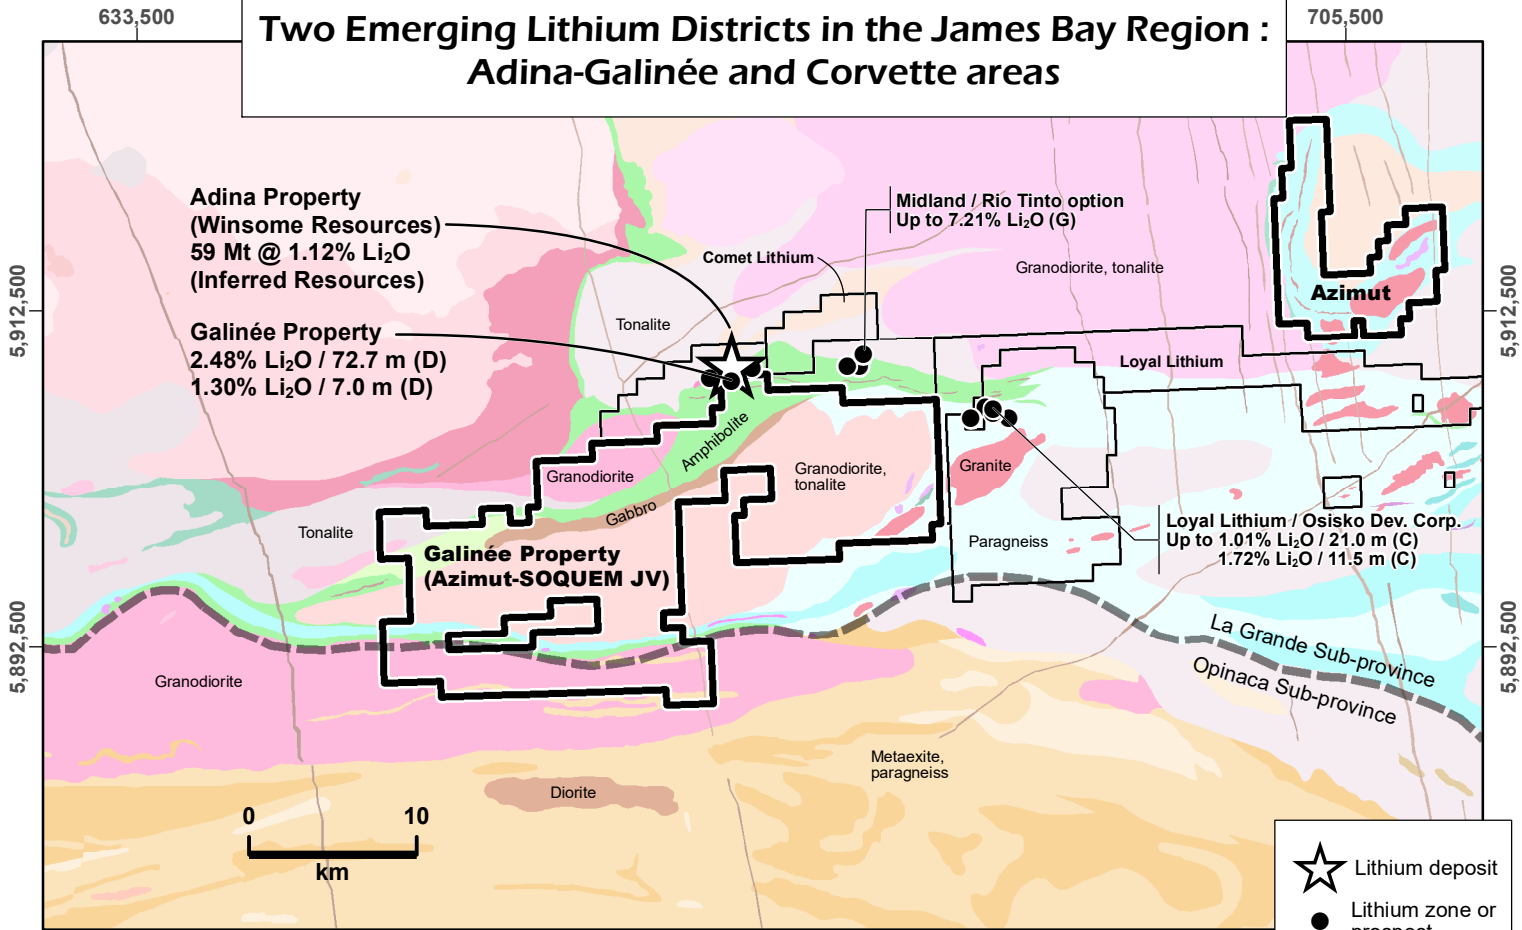 633,500
705,500
Two Emerging Lithium Districts in the James Bay Region :
Adina-Galinée and Corvette areas
Adina Property
(Winsome Resources)
59 Mt @ 1.12% Li₂O
(Inferred Resources)
Galinée Property
2.48% Li₂O / 72.7 m (D)
1.30% Li₂O / 7.0 m (D)
Midland / Rio Tinto option
Up to 7.21% Li₂O (G)
Comet Lithium
Granodiorite, tonalite
Azimut
5,912,500
5,912,500
Tonalite
Loyal Lithium
Amphibolite
Granodiorite
Granodiorite,
tonalite
Granite
Gabbro
Tonalite
Paragneiss
Loyal Lithium / Osisko Dev. Corp.
Up to 1.01% Li₂O / 21.0 m (C)
1.72% Li₂O / 11.5 m (C)
Galinée Property
(Azimut-SOQUEM JV)
5,892,500
5,892,500
La Grande Sub-province
Opinaca Sub-province
Granodiorite
Metaexite,
paragneiss
Diorite
0 10
km
Lithium deposit
Lithium zone or
prospect